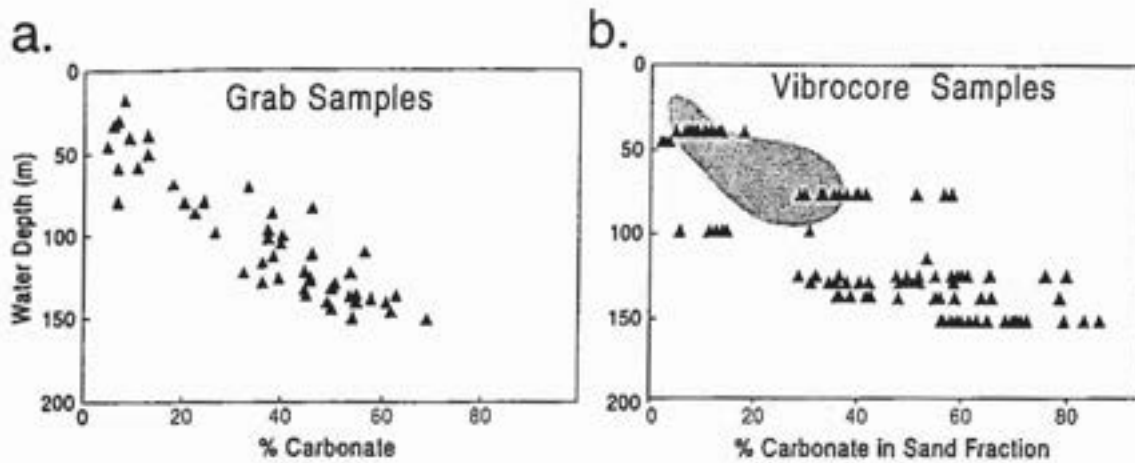 a.
Grab Samples
Water Depth (m)
0
50
100
150
200
0
20
40
60
80
% Carbonate
b.
Vibrocore Samples
0
50
100
150
200
0
20
40
60
80
% Carbonate in Sand Fraction